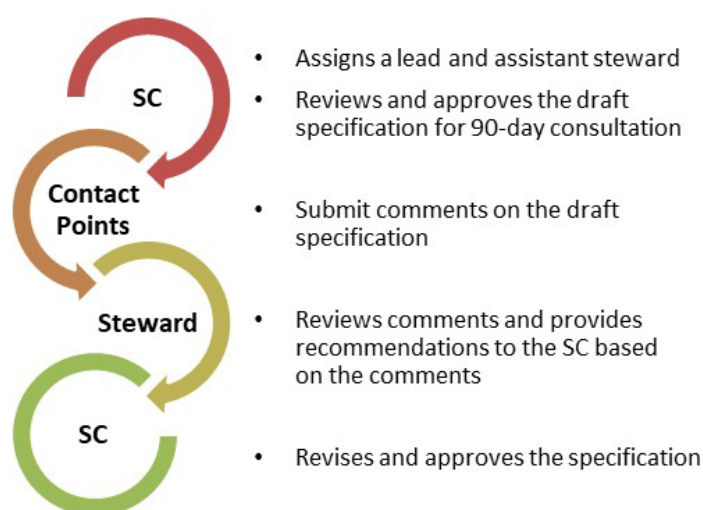 SC
• Assigns a lead and assistant steward
• Reviews and approves the draft
specification for 90-day consultation
Contact
Points
• Submit comments on the draft
specification
Steward
• Reviews comments and provides
recommendations to the SC based
on the comments
SC
• Revises and approves the specification